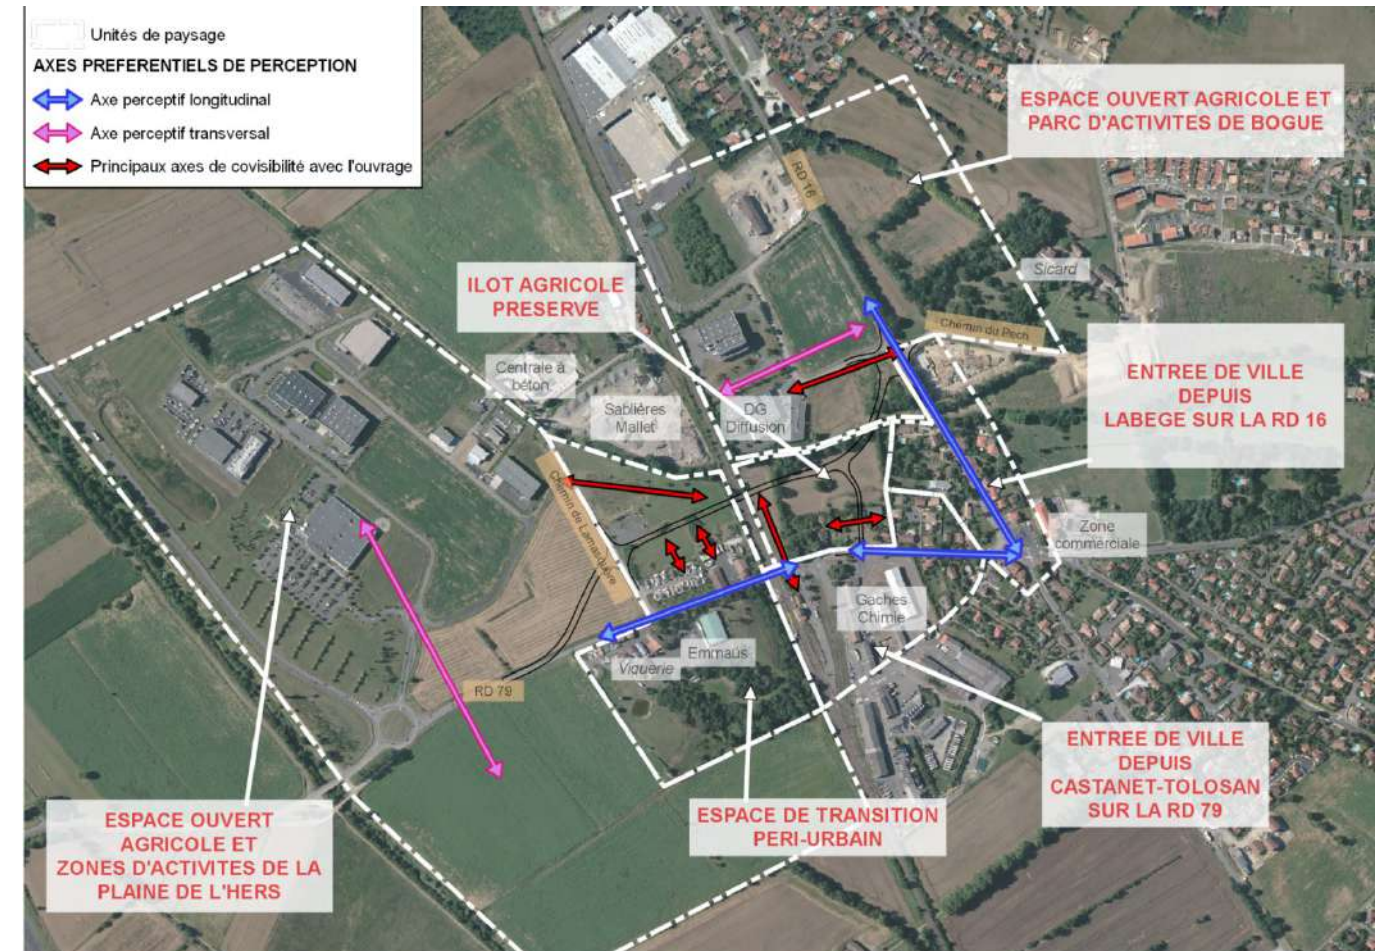 Unités de paysage
AXES PREFERENTIELS DE PERCEPTION
Axe perceptif longitudinal
Axe perceptif transversal
Principaux axes de covisibilité avec l'ouvrage
ESPACE OUVERT AGRICOLE ET
PARC D'ACTIVITES DE BOGUE
RD 16
Sicard
ILOT AGRICOLE
PRESERVE
Chemin du Pech
Centrale à
béton
Sablières
Mallet
DG
Diffusion
ENTREE DE VILLE
DEPUIS
LABEGE SUR LA RD 16
Chemin de Lamasquère
Zone
commerciale
Gaches
Chimie
Emmaüs
Viguerie
RD 79
ENTREE DE VILLE
DEPUIS
CASTANET-TOLOSAN
SUR LA RD 79
ESPACE DE TRANSITION
PERI-URBAIN
ESPACE OUVERT
AGRICOLE ET
ZONES D'ACTIVITES DE LA
PLAINE DE L'HERS